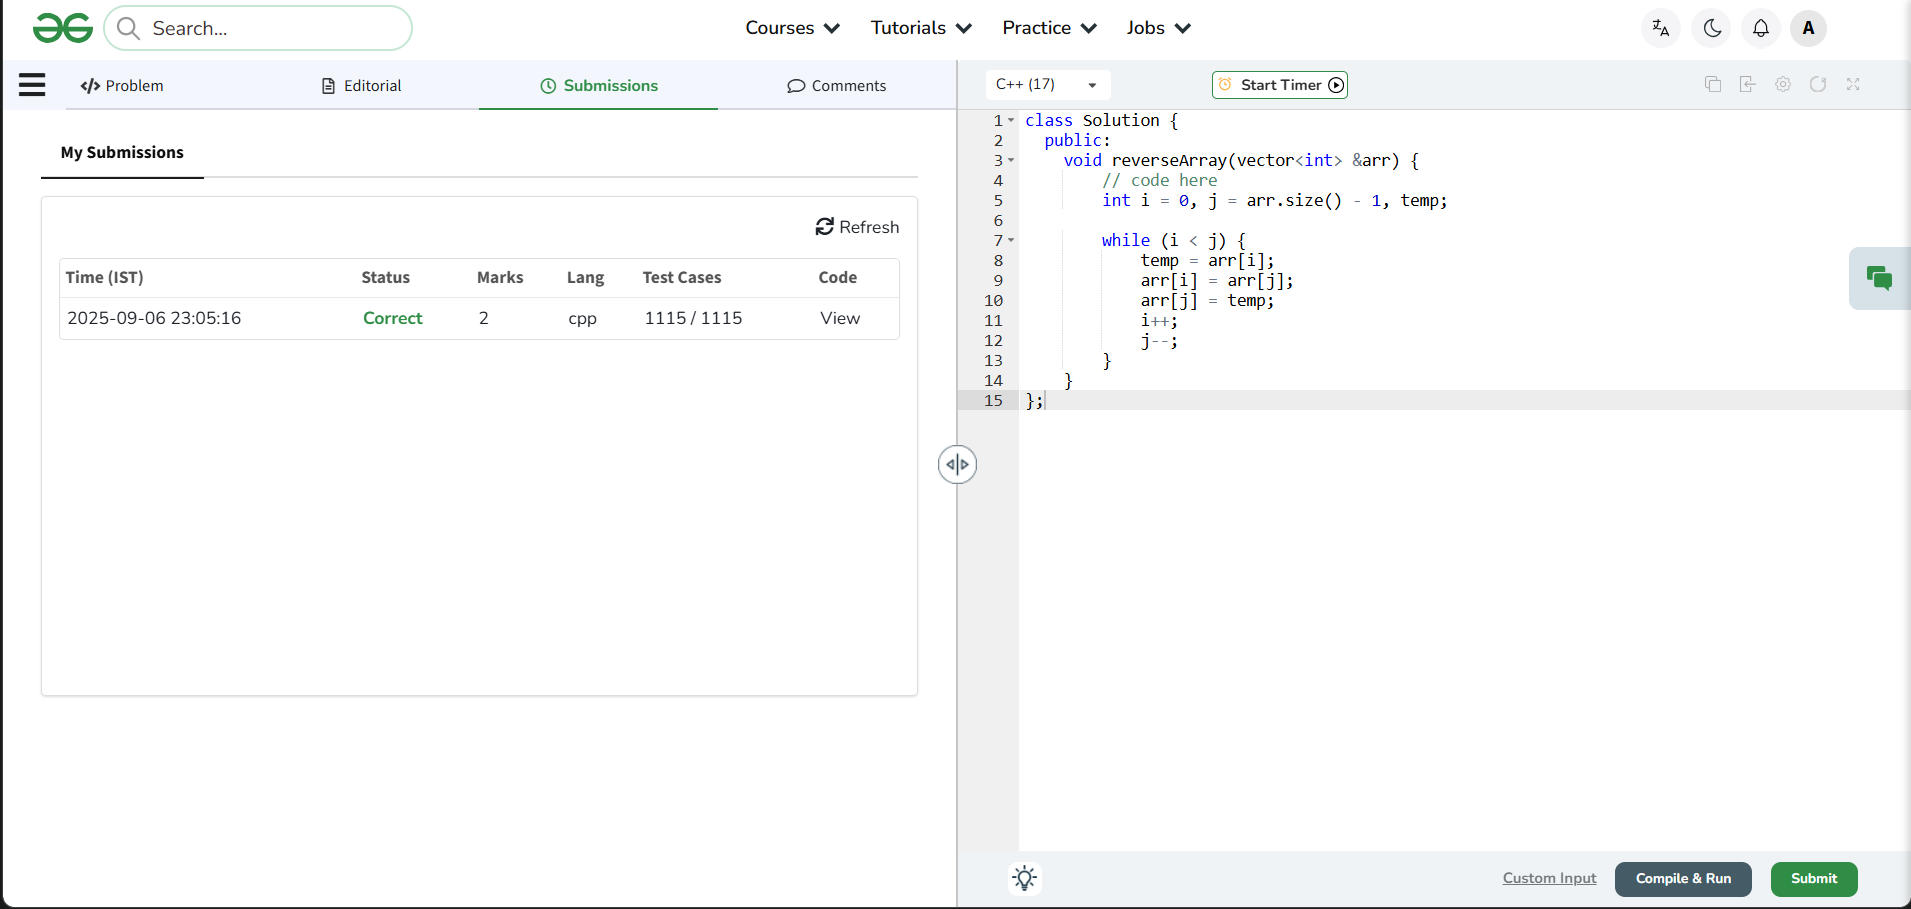 Search...
Courses Tutorials Practice Jobs
A
Problem Editorial Submissions Comments
C++ (17) Start Timer
My Submissions
Refresh
Time (IST) Status Marks Lang Test Cases Code
2025-09-06 23:05:16 Correct 2 cpp 1115 / 1115 View
1 class Solution {
2 public:
3 void reverseArray(vector<int> &arr) {
4 // code here
5 int i = 0, j = arr.size() - 1, temp;
6
7 while (i < j) {
8 temp = arr[i];
9 arr[i] = arr[j];
10 arr[j] = temp;
11 i++;
12 j--;
13 }
14 }
15 };
Custom Input Compile & Run Submit